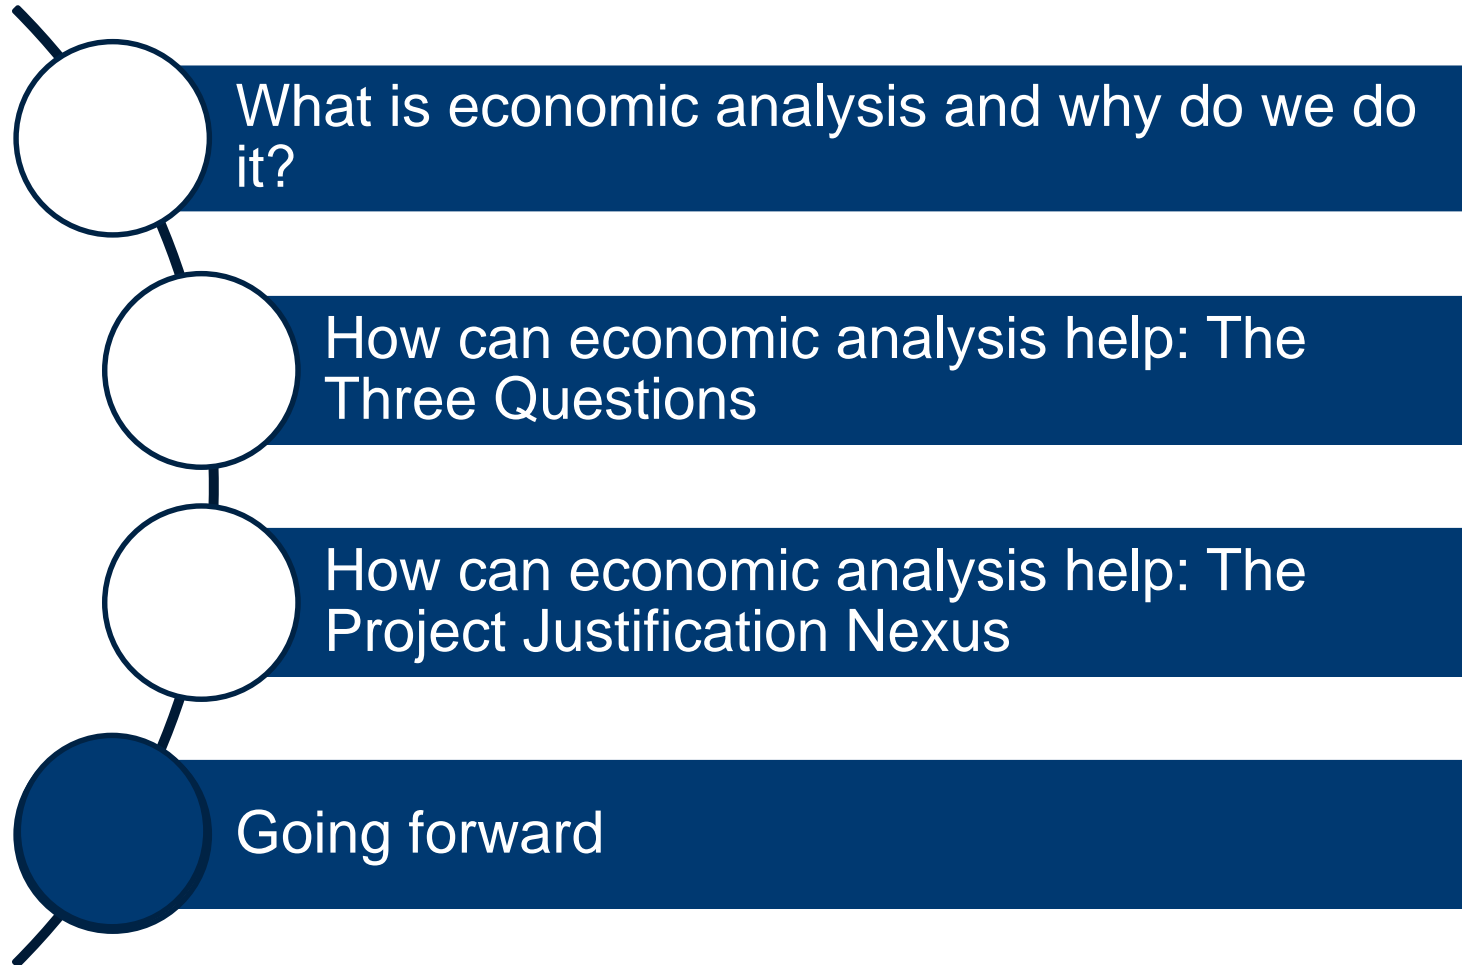 What is economic analysis and why do we do
it?
How can economic analysis help: The
Three Questions
How can economic analysis help: The
Project Justification Nexus
Going forward